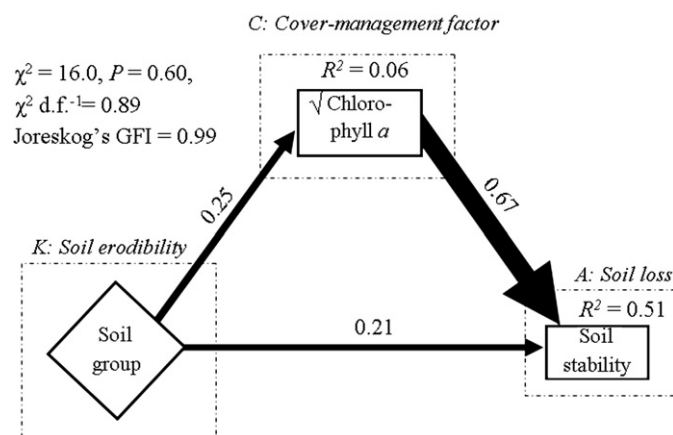 C: Cover-management factor
χ² = 16.0, P = 0.60,
χ² d.f.⁻¹= 0.89
Joreskog's GFI = 0.99
R² = 0.06
√ Chloro-
phyll a
0.25
0.67
K: Soil erodibility
Soil
group
0.21
A: Soil loss
R² = 0.51
Soil
stability